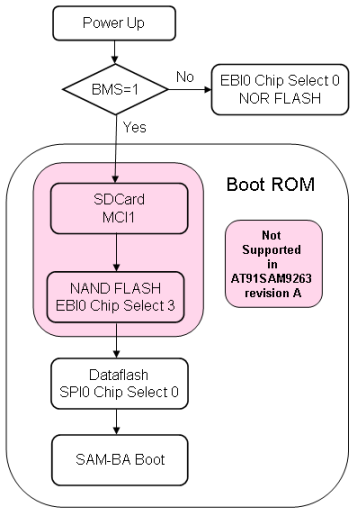 Power Up
BMS=1
No
EBI0 Chip Select 0
NOR FLASH
Yes
Boot ROM
SDCard
MCI1
Not
Supported
in
AT91SAM9263
revision A
NAND FLASH
EBI0 Chip Select 3
Dataflash
SPI0 Chip Select 0
SAM-BA Boot